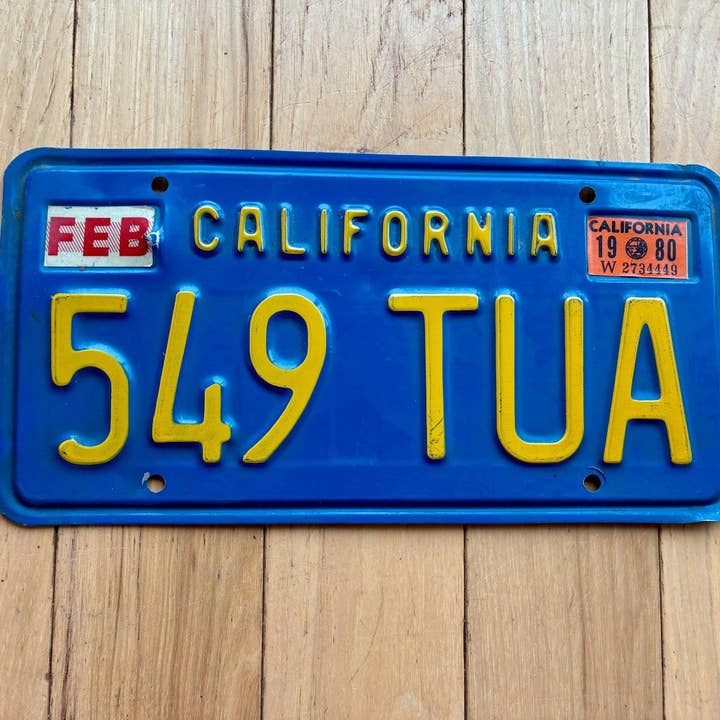 FEB
CALIFORNIA
CALIFORNIA
19 80
W 2734449
549 TUA